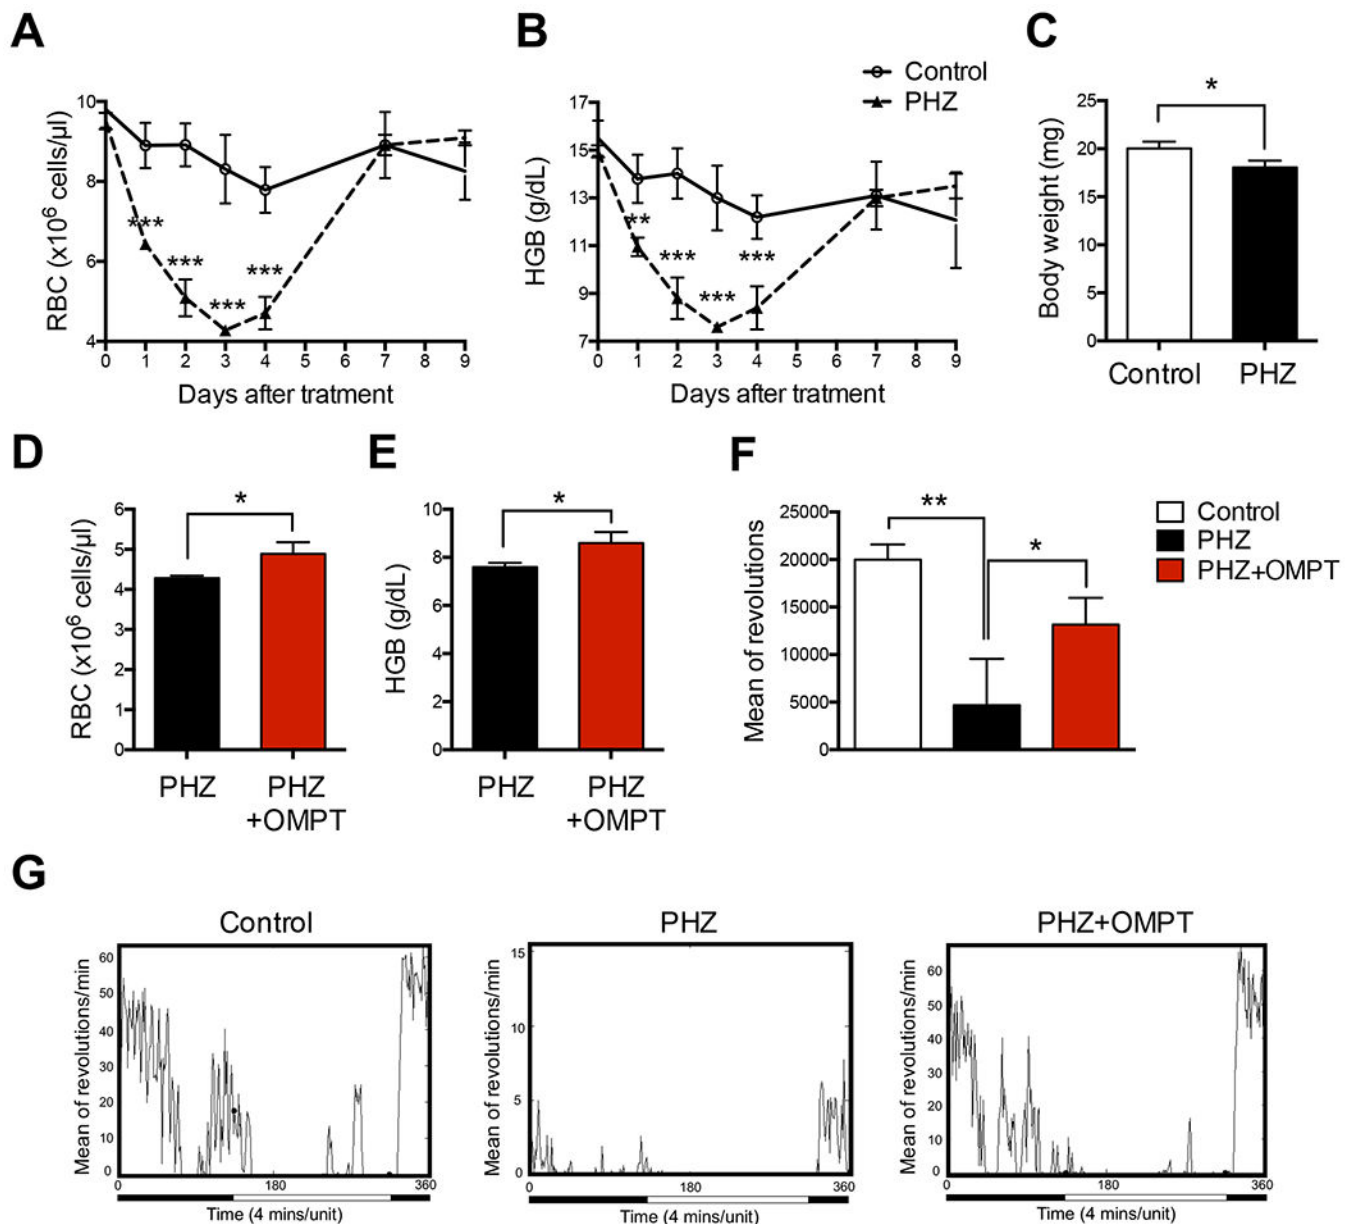 A
B
C
Control
PHZ
RBC (x10⁶ cells/µl)
10
8
6
4
***
***
***
***
0 1 2 3 4 5 6 7 8 9
Days after tratment
HGB (g/dL)
17
15
13
11
9
7
**
***
***
***
0 1 2 3 4 5 6 7 8 9
Days after tratment
Body weight (mg)
25
20
15
10
5
0
*
Control PHZ
D
E
F
RBC (x10⁶ cells/µl)
6
5
4
3
2
1
0
*
PHZ PHZ
+OMPT
HGB (g/dL)
10
8
6
4
2
0
*
PHZ PHZ
+OMPT
Mean of revolutions
25000
20000
15000
10000
5000
0
**
*
Control
PHZ
PHZ+OMPT
G
Control
Mean of revolutions/min
60
50
40
30
20
10
0
0 180 360
Time (4 mins/unit)
PHZ
Mean of revolutions/min
15
10
5
0
0 180 360
Time (4 mins/unit)
PHZ+OMPT
Mean of revolutions/min
60
50
40
30
20
10
0
0 180 360
Time (4 mins/unit)